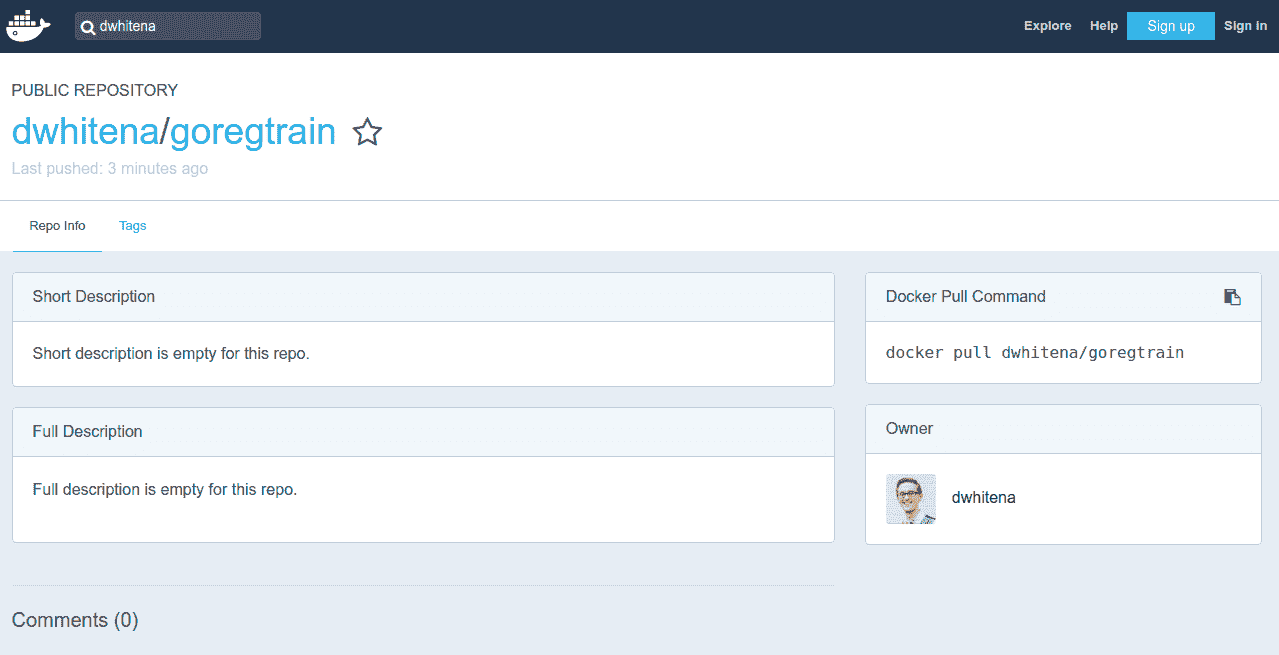 dwhitena
Explore Help Sign up Sign in
PUBLIC REPOSITORY
dwhitena/goregtrain
Last pushed: 3 minutes ago
Repo Info Tags
Short Description
Short description is empty for this repo.
Full Description
Full description is empty for this repo.
Docker Pull Command
docker pull dwhitena/goregtrain
Owner
dwhitena
Comments (0)